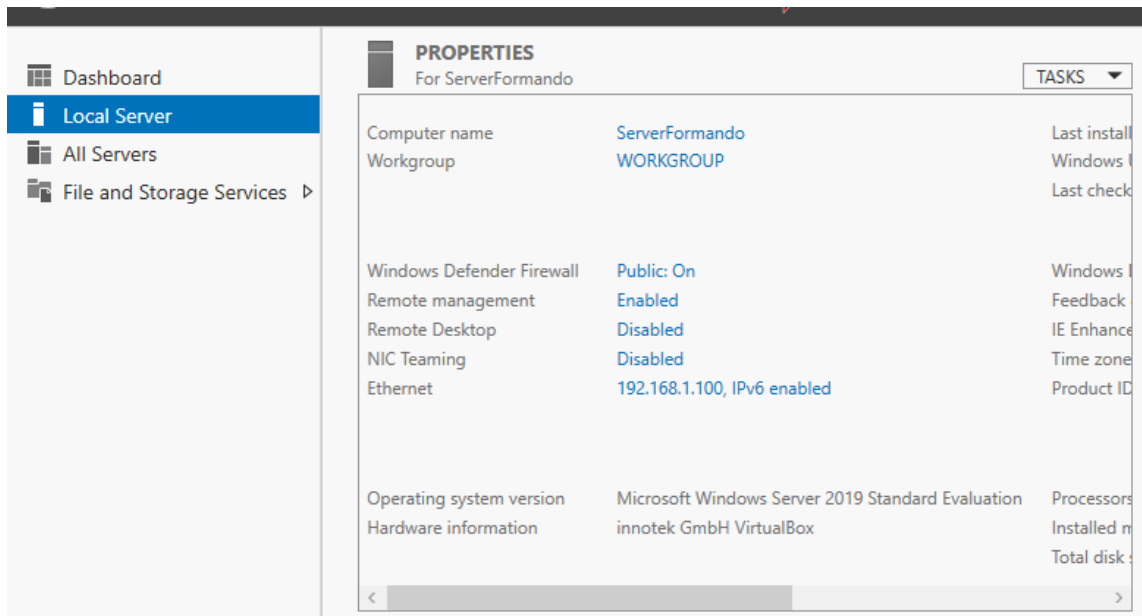 Dashboard
Local Server
All Servers
File and Storage Services
PROPERTIES
For ServerFormando
TASKS
Computer name ServerFormando Last install
Workgroup WORKGROUP Windows
Last check
Windows Defender Firewall Public: On Windows
Remote management Enabled Feedback
Remote Desktop Disabled IE Enhance
NIC Teaming Disabled Time zone
Ethernet 192.168.1.100, IPv6 enabled Product ID
Operating system version Microsoft Windows Server 2019 Standard Evaluation Processors
Hardware information innotek GmbH VirtualBox Installed
Total disk